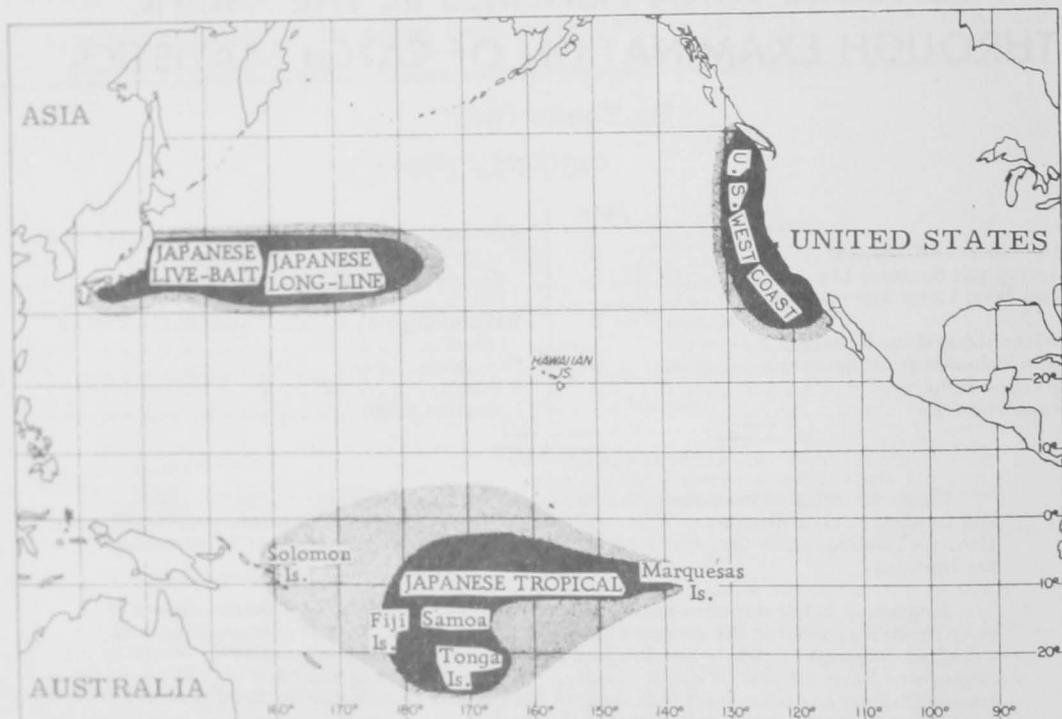 ASIA
JAPANESE
LIVE-BAIT
JAPANESE
LONG-LINE
U.S. WEST COAST
UNITED STATES
HAWAIIAN
IS.
20°
10°
0°
10°
20°
Solomon
Is.
JAPANESE TROPICAL
Marquesas
Is.
Fiji
Is.
Samoa
Tonga
Is.
AUSTRALIA
160° 170° 180° 170° 160° 150° 140° 130° 120° 110° 100° 90°